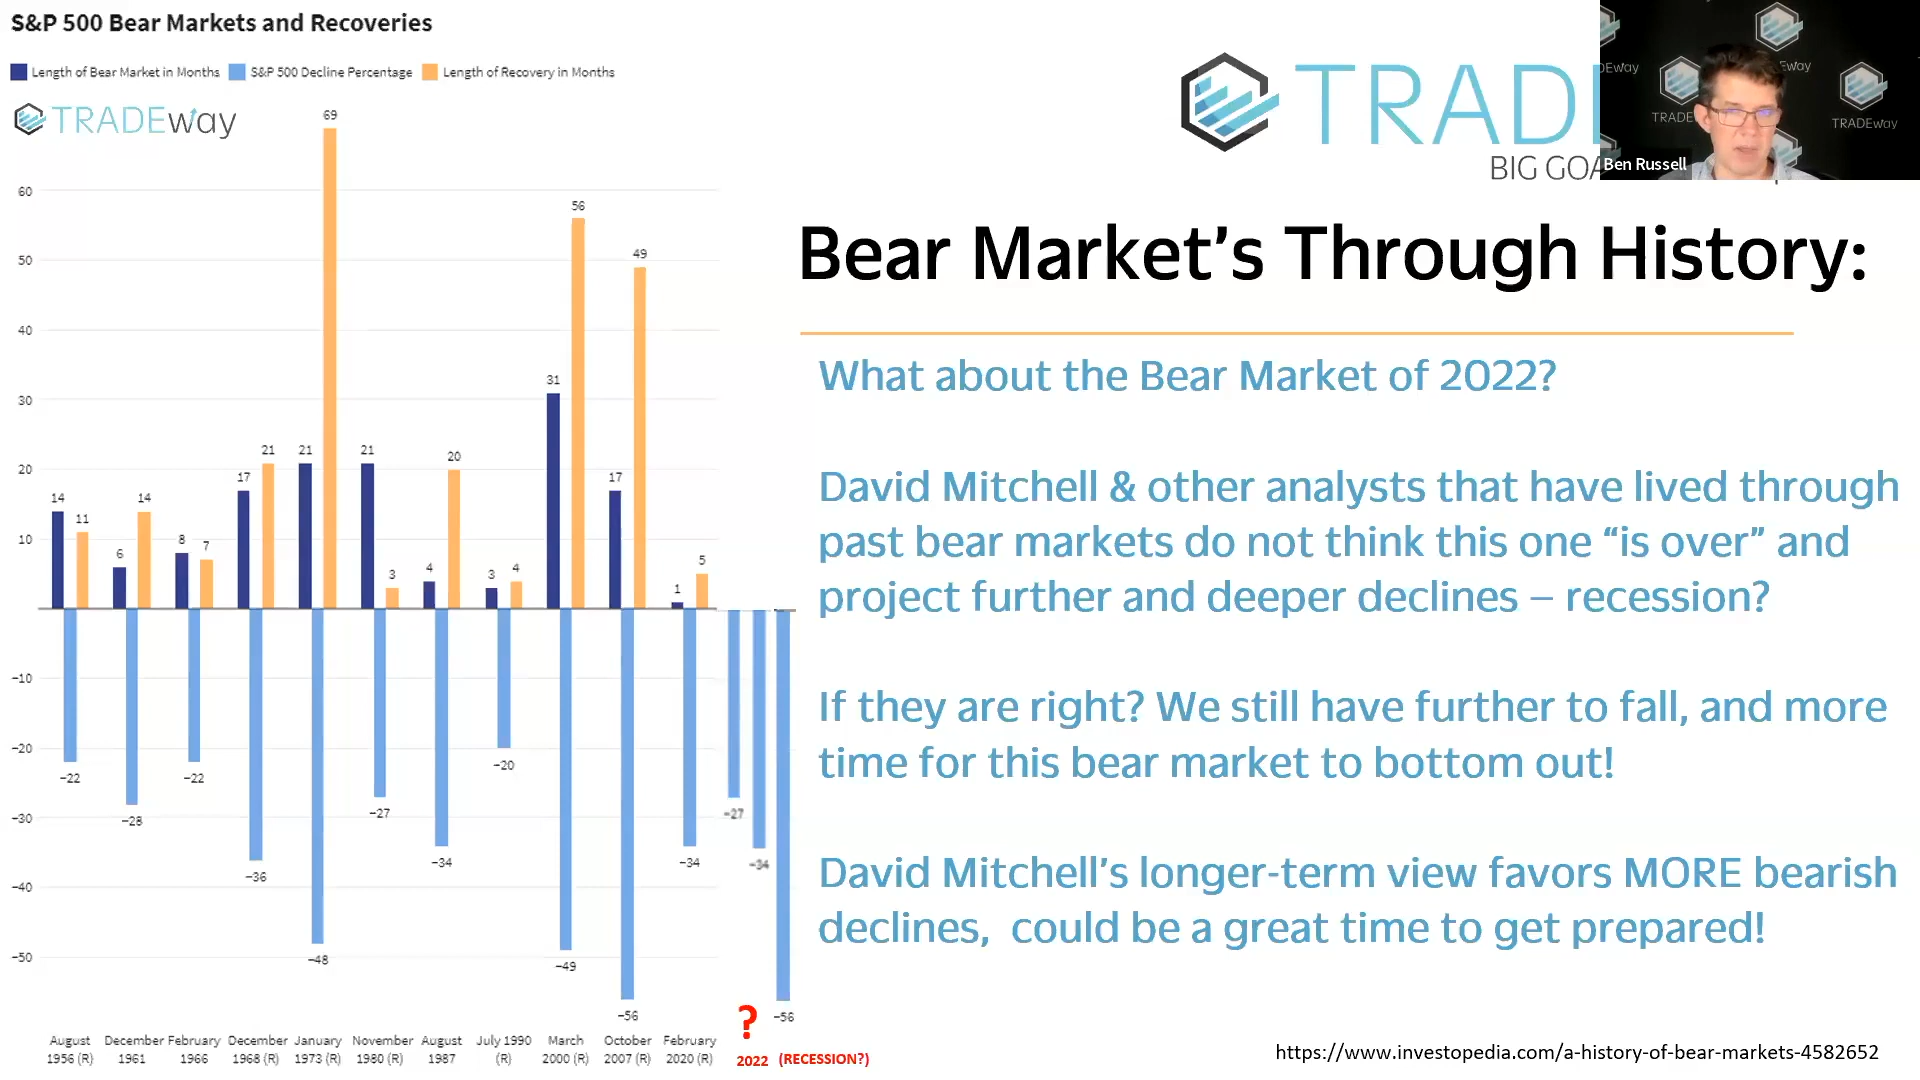 S&P 500 Bear Markets and Recoveries
Length of Bear Market in Months
S&P 500 Decline Percentage
Length of Recovery in Months
TRADEway
69
60
50
40
30
20
10
−10
−20
−30
−40
−50
14
11
6
14
8
7
17
21
21
21
3
4
20
3
4
31
56
17
49
1
5
−22
−28
−22
−36
−48
−27
−34
−20
−49
−56
−34
−27
−34
−56
August 1956 (R)
December 1961
February 1966
December 1968 (R)
January 1973 (R)
November 1980 (R)
August 1987
July 1990 (R)
March 2000 (R)
October 2007 (R)
February 2020 (R)
?
2022 (RECESSION?)
TRAD
BIG GOA
DEway
way
TRADE
TRADEway
Ben Russell
Bear Market’s Through History:
What about the Bear Market of 2022?
David Mitchell & other analysts that have lived through
past bear markets do not think this one “is over” and
project further and deeper declines – recession?
If they are right? We still have further to fall, and more
time for this bear market to bottom out!
David Mitchell’s longer-term view favors MORE bearish
declines, could be a great time to get prepared!
https://www.investopedia.com/a-history-of-bear-markets-4582652